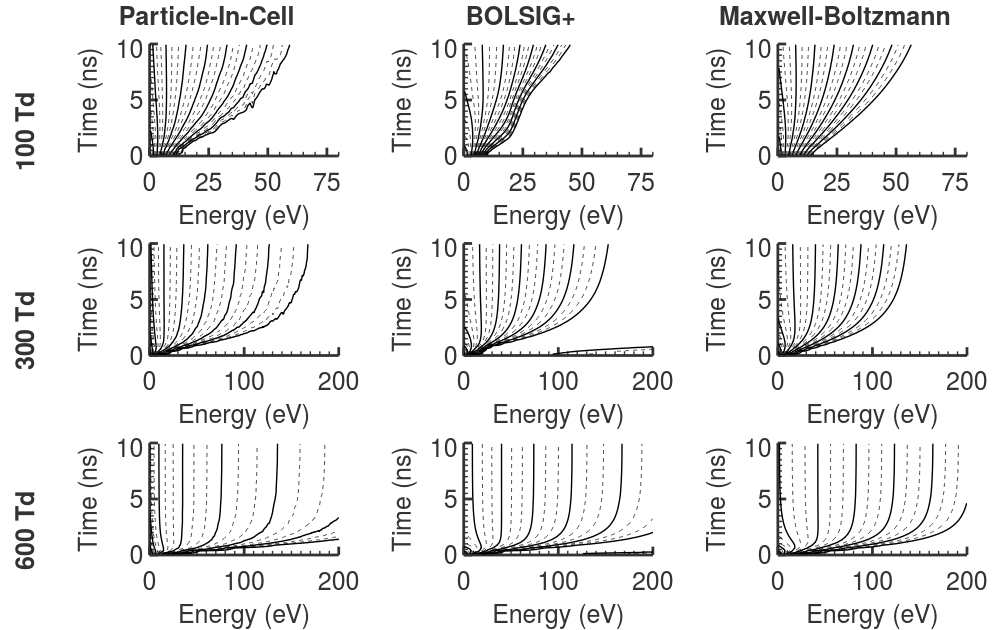 Particle-In-Cell BOLSIG+ Maxwell-Boltzmann
100 Td
Time (ns) 10 5 0 Time (ns) 10 5 0 Time (ns) 10 5 0
0 25 50 75 0 25 50 75 0 25 50 75
Energy (eV) Energy (eV) Energy (eV)
300 Td
Time (ns) 10 5 0 Time (ns) 10 5 0 Time (ns) 10 5 0
0 100 200 0 100 200 0 100 200
Energy (eV) Energy (eV) Energy (eV)
600 Td
Time (ns) 10 5 0 Time (ns) 10 5 0 Time (ns) 10 5 0
0 100 200 0 100 200 0 100 200
Energy (eV) Energy (eV) Energy (eV)